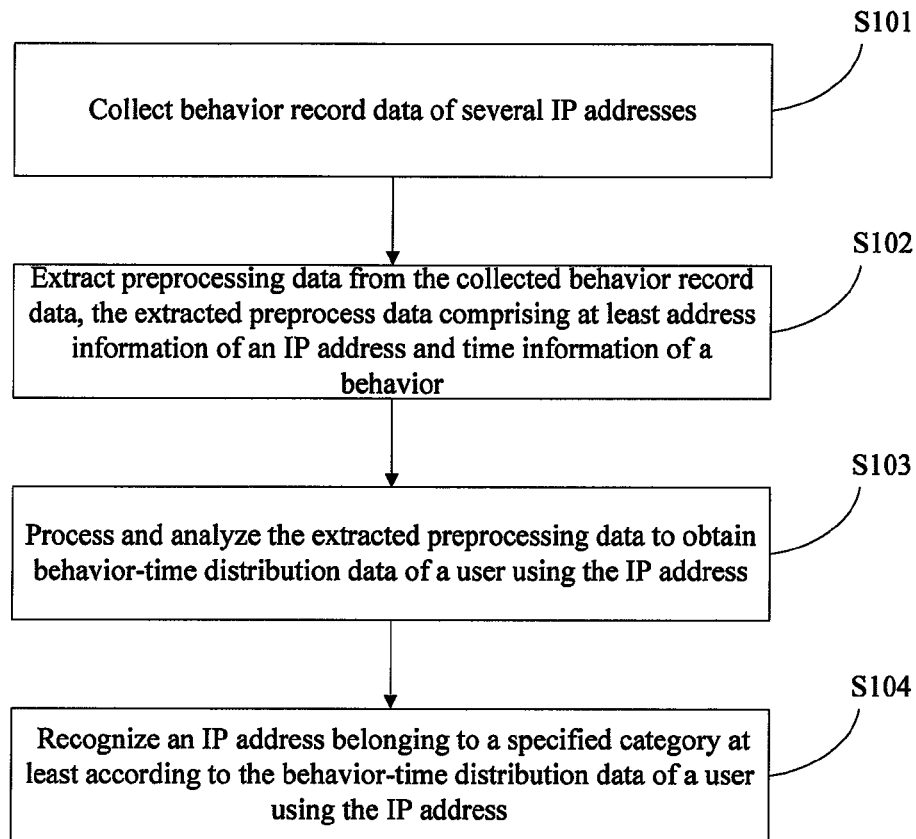 S101
Collect behavior record data of several IP addresses
S102
Extract preprocessing data from the collected behavior record
data, the extracted preprocess data comprising at least address
information of an IP address and time information of a
behavior
S103
Process and analyze the extracted preprocessing data to obtain
behavior-time distribution data of a user using the IP address
S104
Recognize an IP address belonging to a specified category at
least according to the behavior-time distribution data of a user
using the IP address